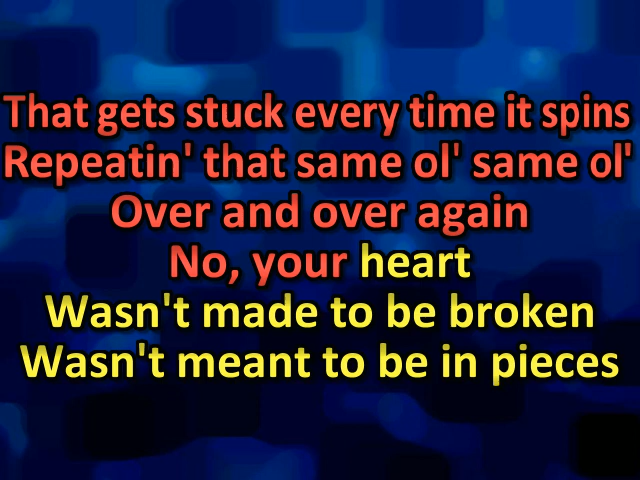 That gets stuck every time it spins
Repeatin' that same ol' same ol'
Over and over again
No, your heart
Wasn't made to be broken
Wasn't meant to be in pieces